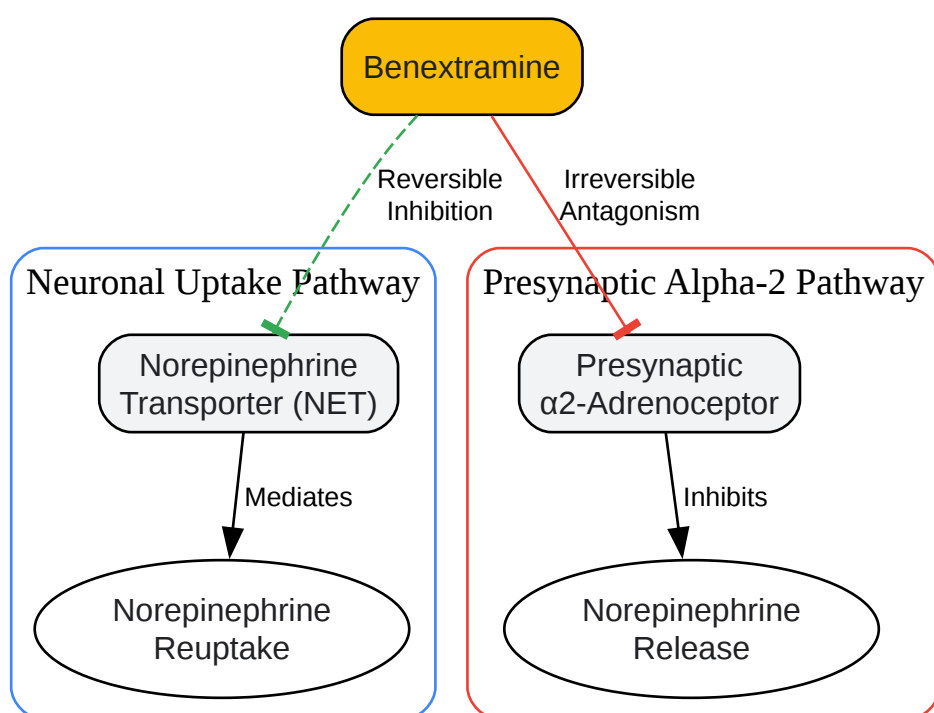 Benextramine
Reversible
Inhibition
Irreversible
Antagonism
Neuronal Uptake Pathway
Presynaptic Alpha-2 Pathway
Norepinephrine
Transporter (NET)
Presynaptic
α2-Adrenoceptor
Mediates
Inhibits
Norepinephrine
Reuptake
Norepinephrine
Release